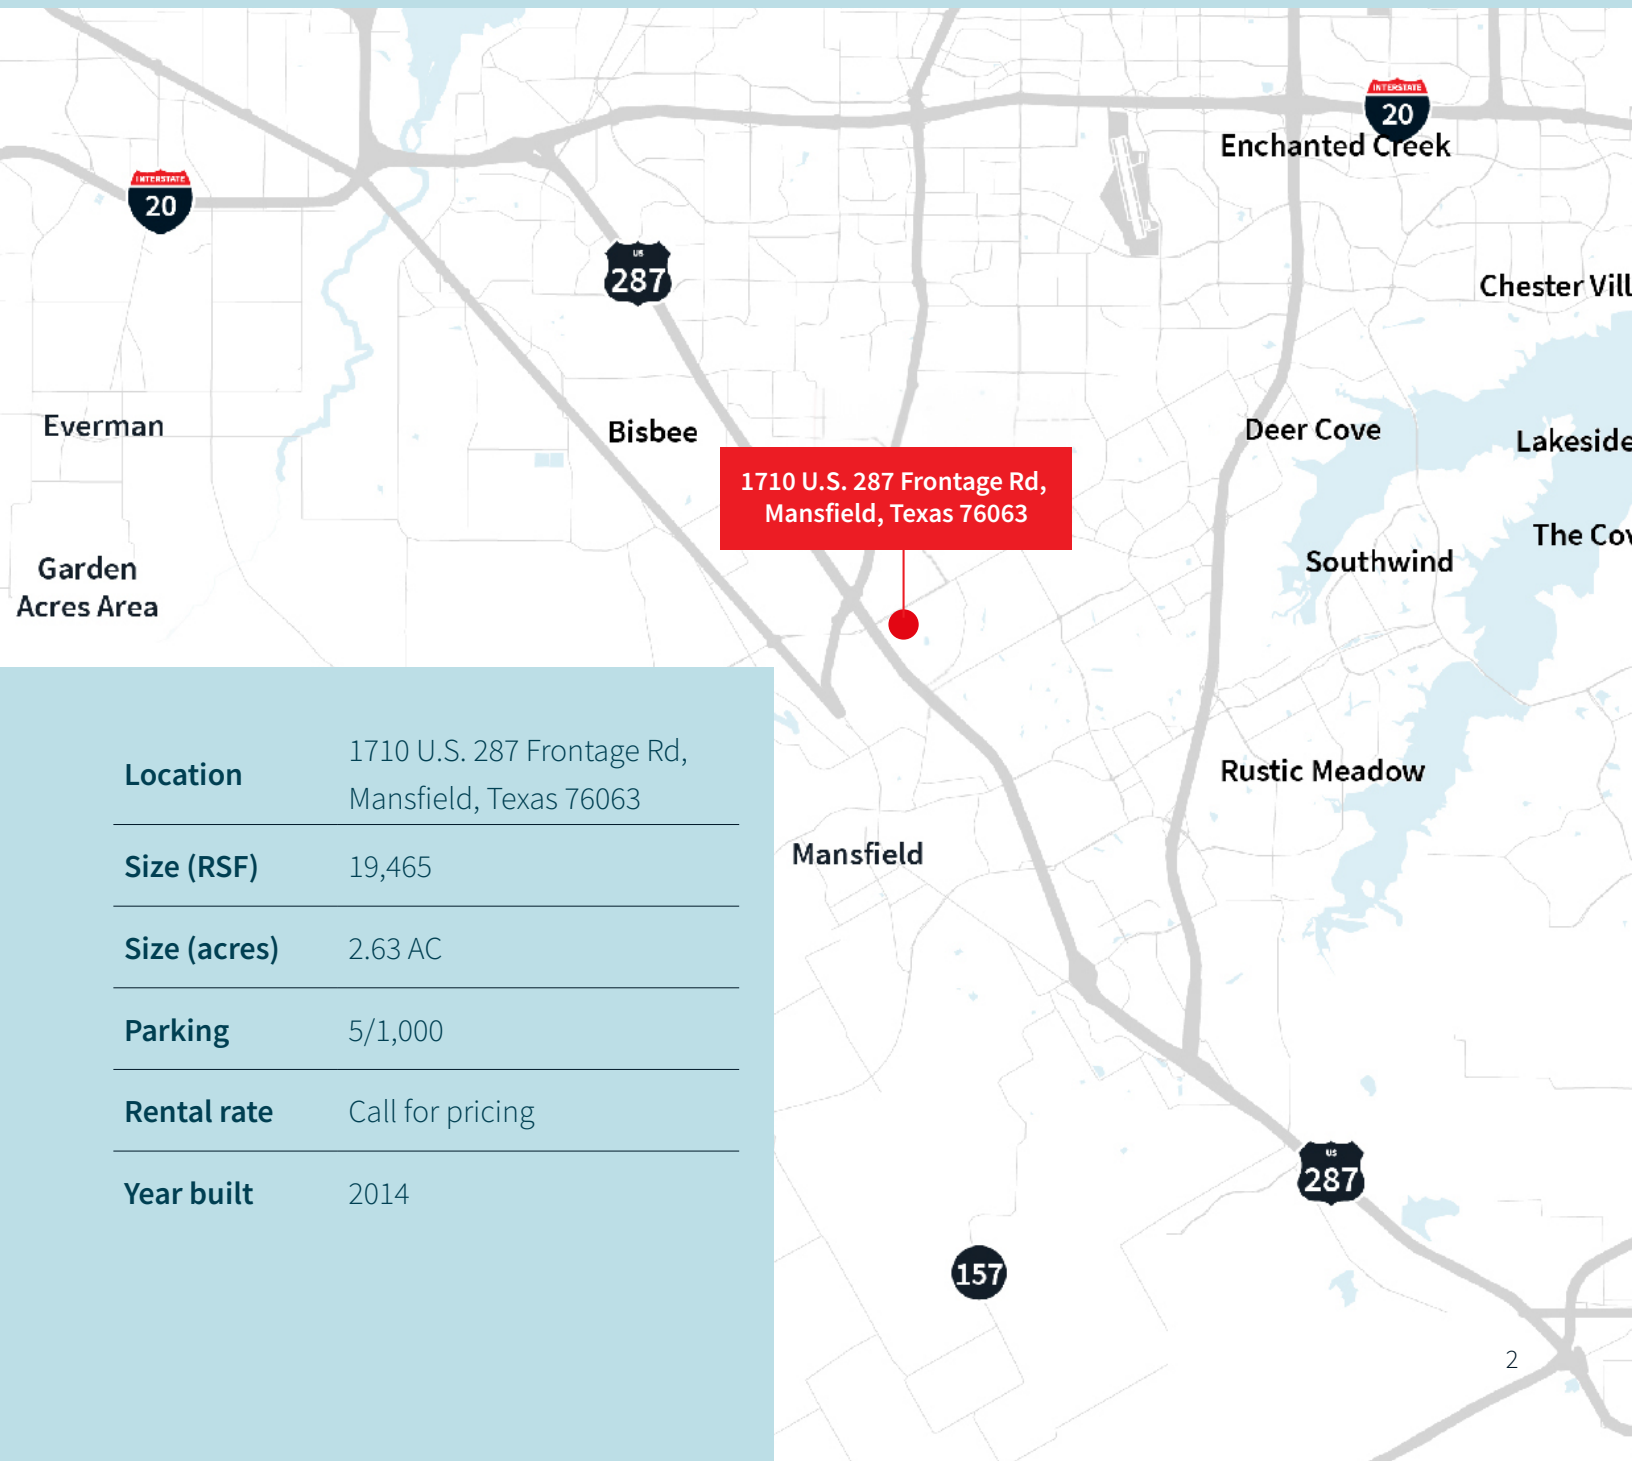 INTERSTATE
20
Enchanted Creek
INTERSTATE
20
US
287
Chester Vill
Everman
Bisbee
Deer Cove
Lakeside
1710 U.S. 287 Frontage Rd,
Mansfield, Texas 76063
The Cov
Southwind
Garden
Acres Area
Location
1710 U.S. 287 Frontage Rd,
Mansfield, Texas 76063
Size (RSF) 19,465
Size (acres) 2.63 AC
Parking 5/1,000
Rental rate Call for pricing
Year built 2014
Rustic Meadow
Mansfield
US
287
157
2